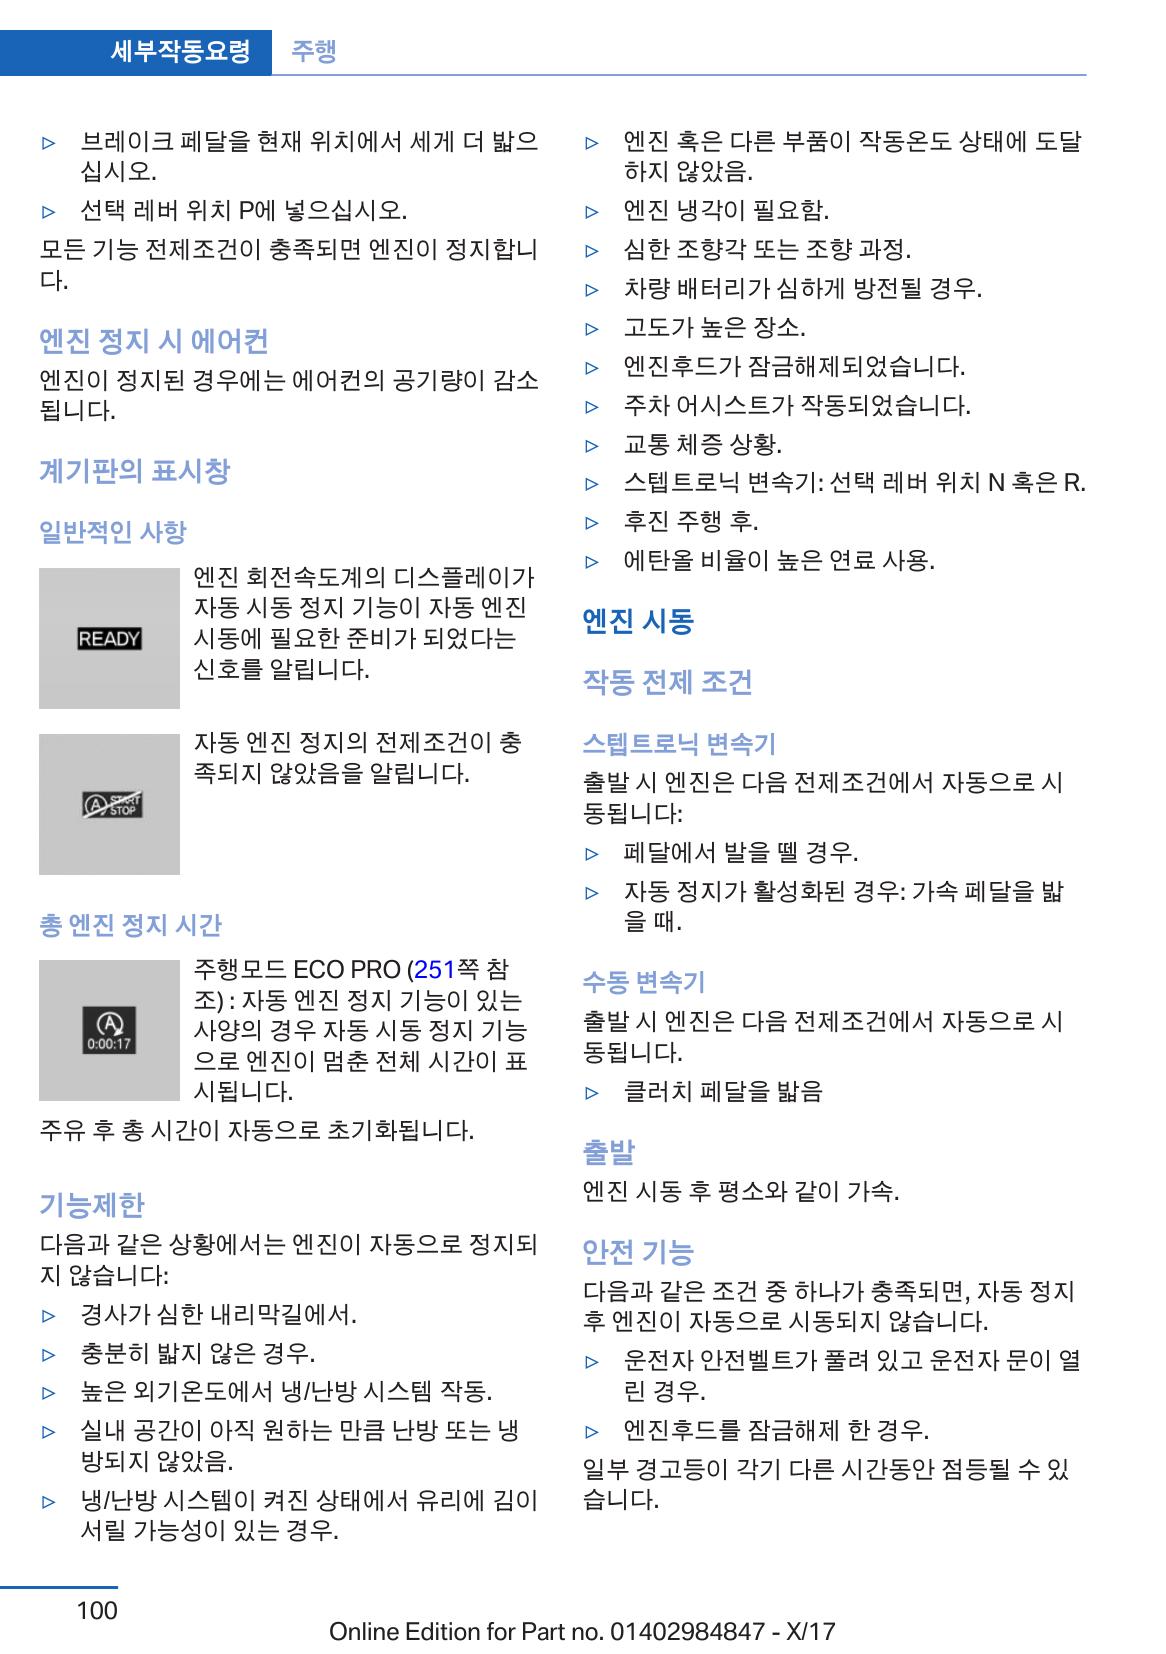 세부작동요령 주행
▷ 브레이크 페달을 현재 위치에서 세게 더 밟으
십시오.
▷ 선택 레버 위치 P에 넣으십시오.
모든 기능 전제조건이 충족되면 엔진이 정지합니
다.
엔진 정지 시 에어컨
엔진이 정지된 경우에는 에어컨의 공기량이 감소
됩니다.
계기판의 표시창
일반적인 사항
READY
엔진 회전속도계의 디스플레이가
자동 시동 정지 기능이 자동 엔진
시동에 필요한 준비가 되었다는
신호를 알립니다.
A START
STOP
자동 엔진 정지의 전제조건이 충
족되지 않았음을 알립니다.
총 엔진 정지 시간
A
0:00:17
주행모드 ECO PRO (251쪽 참
조) : 자동 엔진 정지 기능이 있는
사양의 경우 자동 시동 정지 기능
으로 엔진이 멈춘 전체 시간이 표
시됩니다.
주유 후 총 시간이 자동으로 초기화됩니다.
기능제한
다음과 같은 상황에서는 엔진이 자동으로 정지되
지 않습니다:
▷ 경사가 심한 내리막길에서.
▷ 충분히 밟지 않은 경우.
▷ 높은 외기온도에서 냉/난방 시스템 작동.
▷ 실내 공간이 아직 원하는 만큼 난방 또는 냉
방되지 않았음.
▷ 냉/난방 시스템이 켜진 상태에서 유리에 김이
서릴 가능성이 있는 경우.
▷ 엔진 혹은 다른 부품이 작동온도 상태에 도달
하지 않았음.
▷ 엔진 냉각이 필요함.
▷ 심한 조향각 또는 조향 과정.
▷ 차량 배터리가 심하게 방전될 경우.
▷ 고도가 높은 장소.
▷ 엔진후드가 잠금해제되었습니다.
▷ 주차 어시스트가 작동되었습니다.
▷ 교통 체증 상황.
▷ 스텝트로닉 변속기: 선택 레버 위치 N 혹은 R.
▷ 후진 주행 후.
▷ 에탄올 비율이 높은 연료 사용.
엔진 시동
작동 전제 조건
스텝트로닉 변속기
출발 시 엔진은 다음 전제조건에서 자동으로 시
동됩니다:
▷ 페달에서 발을 뗄 경우.
▷ 자동 정지가 활성화된 경우: 가속 페달을 밟
을 때.
수동 변속기
출발 시 엔진은 다음 전제조건에서 자동으로 시
동됩니다.
▷ 클러치 페달을 밟음
출발
엔진 시동 후 평소와 같이 가속.
안전 기능
다음과 같은 조건 중 하나가 충족되면, 자동 정지
후 엔진이 자동으로 시동되지 않습니다.
▷ 운전자 안전벨트가 풀려 있고 운전자 문이 열
린 경우.
▷ 엔진후드를 잠금해제 한 경우.
일부 경고등이 각기 다른 시간동안 점등될 수 있
습니다.
100
Online Edition for Part no. 01402984847 - X/17